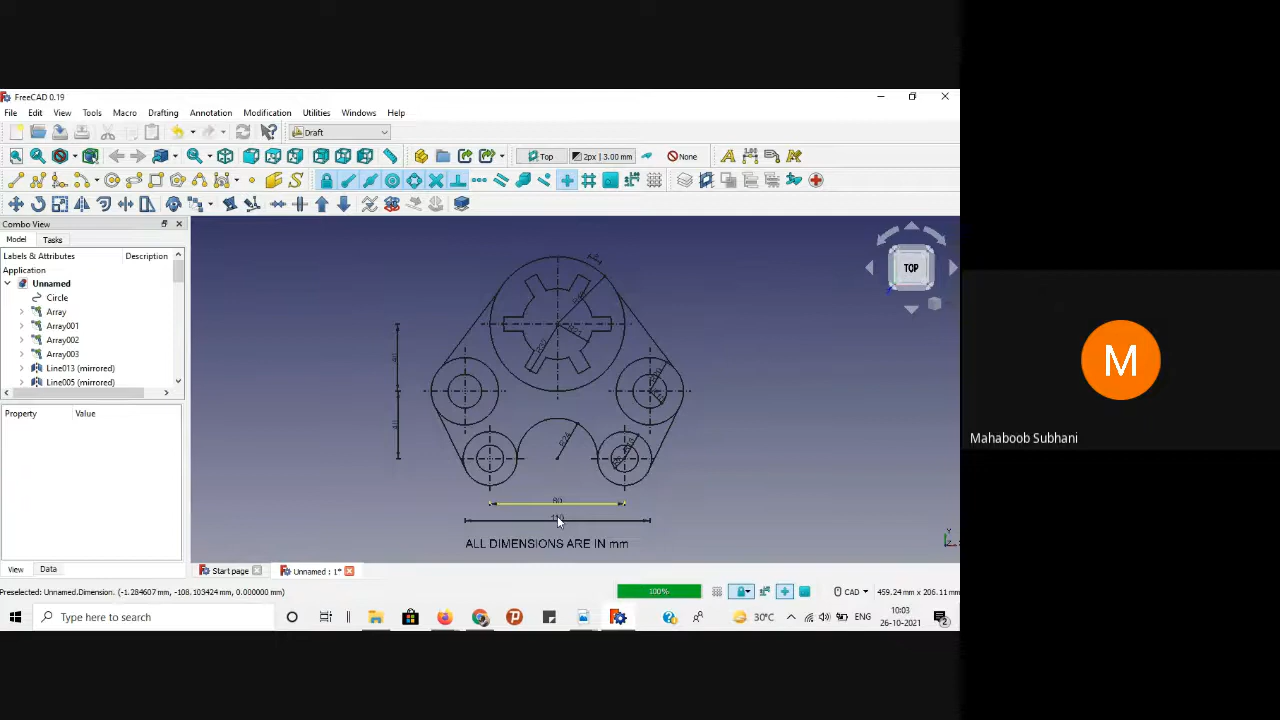 FreeCAD 0.19
File Edit View Tools Macro Drafting Annotation Modification Utilities Windows Help
Draft
Top 2px | 3.00 mm None
Combo View
Model Tasks
Labels & Attributes Description
Application
Unnamed
Circle
Array
Array001
Array002
Array003
Line013 (mirrored)
Line005 (mirrored)
Property Value
TOP
80
ALL DIMENSIONS ARE IN mm
View Data
Start page Unnamed : 1*
Preselected: Unnamed.Dimension. (-1.284607 mm, -108.103424 mm, 0.000000 mm)
100%
CAD 459.24 mm x 206.11 mm
Type here to search
30°C ENG
10:03
26-10-2021
2
M
Mahaboob Subhani